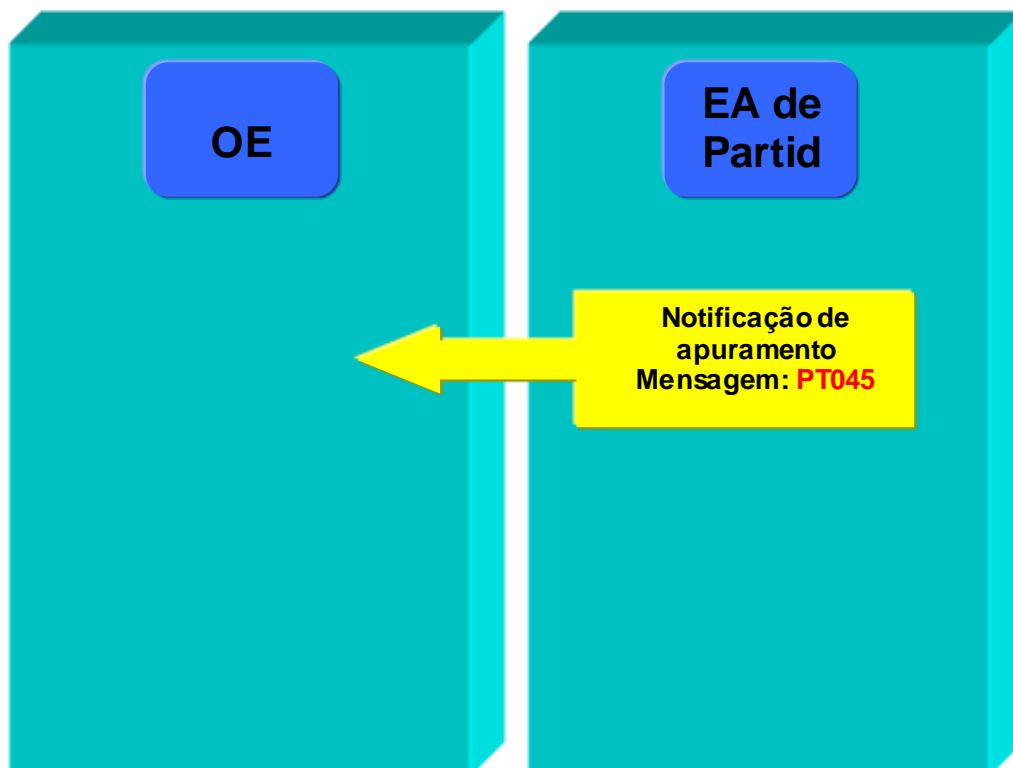 OE
EA de
Partid
Notificação de
apuramento
Mensagem: PT045